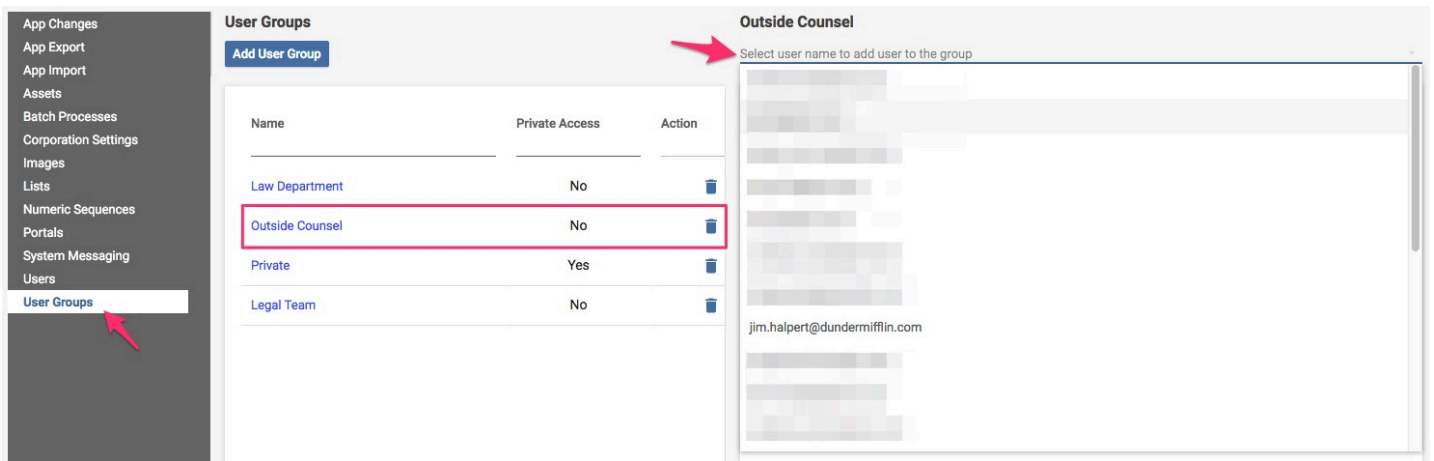 App Changes
App Export
App Import
Assets
Batch Processes
Corporation Settings
Images
Lists
Numeric Sequences
Portals
System Messaging
Users
User Groups
User Groups
Add User Group
Name Private Access Action
Law Department No
Outside Counsel No
Private Yes
Legal Team No
Outside Counsel
Select user name to add user to the group
jim.halpert@dundermifflin.com